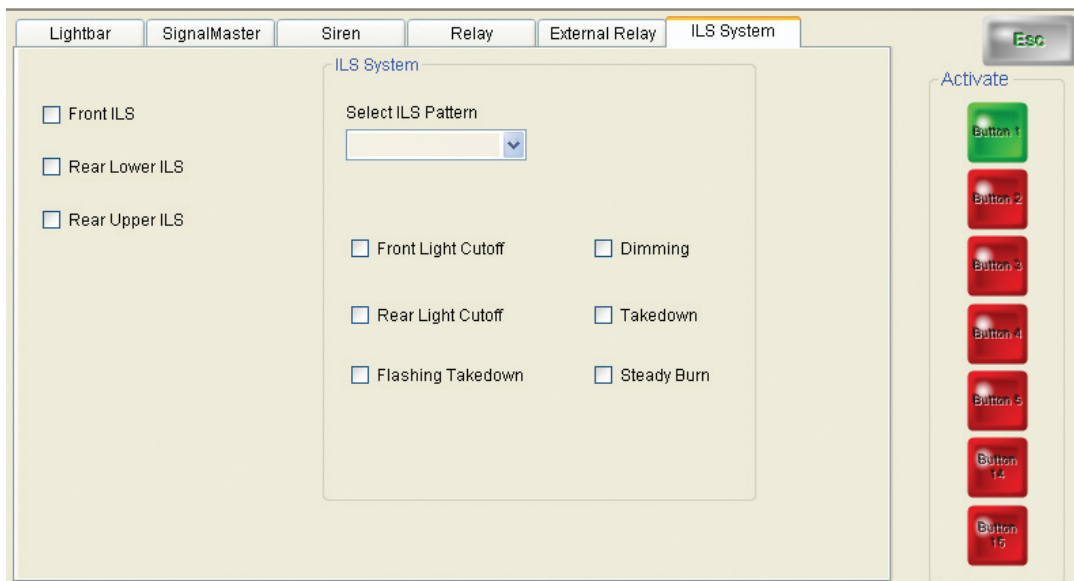 Lightbar
SignalMaster
Siren
Relay
External Relay
ILS System
Esc
Front ILS
Rear Lower ILS
Rear Upper ILS
ILS System
Select ILS Pattern
Front Light Cutoff
Dimming
Rear Light Cutoff
Takedown
Flashing Takedown
Steady Burn
Activate
Button 1
Button 2
Button 3
Button 4
Button 5
Button
14
Button
15